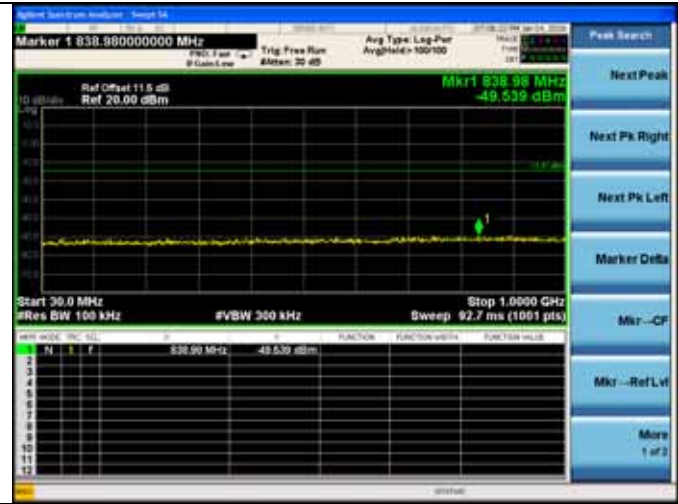 Agilent Spectrum Analyzer - Swept SA
Marker 1 838.980000000 MHz
PNO: Fast
IFGain:Low
Trig: Free Run
#Atten: 30 dB
Avg Type: Log-Pwr
Avg|Hold>100/100
Peak Search
Mkr1 838.98 MHz
-49.539 dBm
Ref Offset 11.5 dB
10 dB/div
Ref 20.00 dBm
Log
1
Start 30.0 MHz
Stop 1.0000 GHz
#Res BW 100 kHz
#VBW 300 kHz
Sweep 92.7 ms (1001 pts)
MKR MODE TRC SCL X Y FUNCTION FUNCTION WIDTH FUNCTION VALUE
1 N 1 f 838.98 MHz -49.539 dBm
2
3
4
5
6
7
8
9
10
11
12
Next Peak
Next Pk Right
Next Pk Left
Marker Delta
Mkr→CF
Mkr→Ref Lvl
More
1 of 2
MSG
STATUS